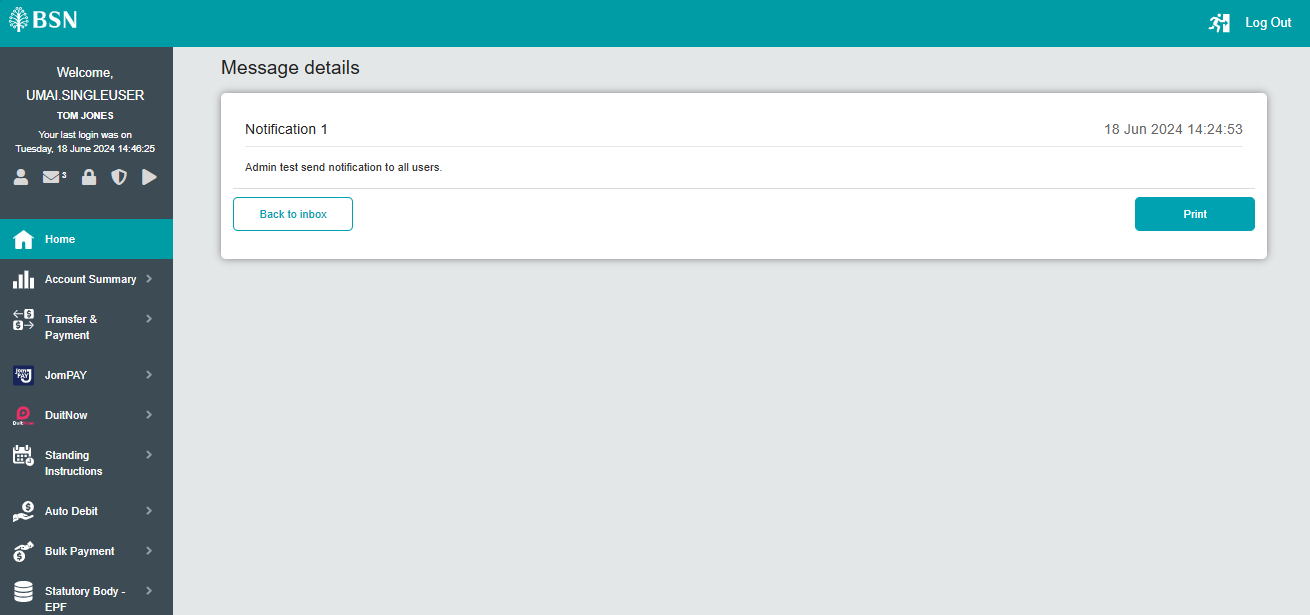 BSN
Log Out
Welcome,
UMAI.SINGLEUSER
TOM JONES
Your last login was on
Tuesday, 18 June 2024 14:46:25
3
Home
Account Summary
Transfer &
Payment
Jom
PAY
JomPAY
DuitNow
DuitNow
Standing
Instructions
Auto Debit
Bulk Payment
Statutory Body -
EPF
Message details
Notification 1
18 Jun 2024 14:24:53
Admin test send notification to all users.
Back to inbox
Print